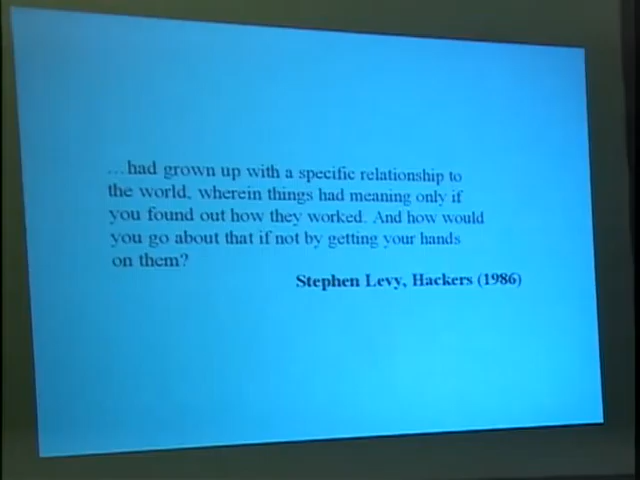 ...had grown up with a specific relationship to
the world, wherein things had meaning only if
you found out how they worked. And how would
you go about that if not by getting your hands
on them?
Stephen Levy, Hackers (1986)